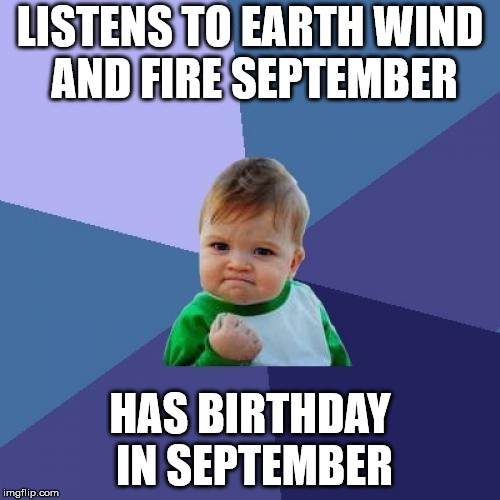 LISTENS TO EARTH WIND
AND FIRE SEPTEMBER
HAS BIRTHDAY
IN SEPTEMBER
imgflip.com